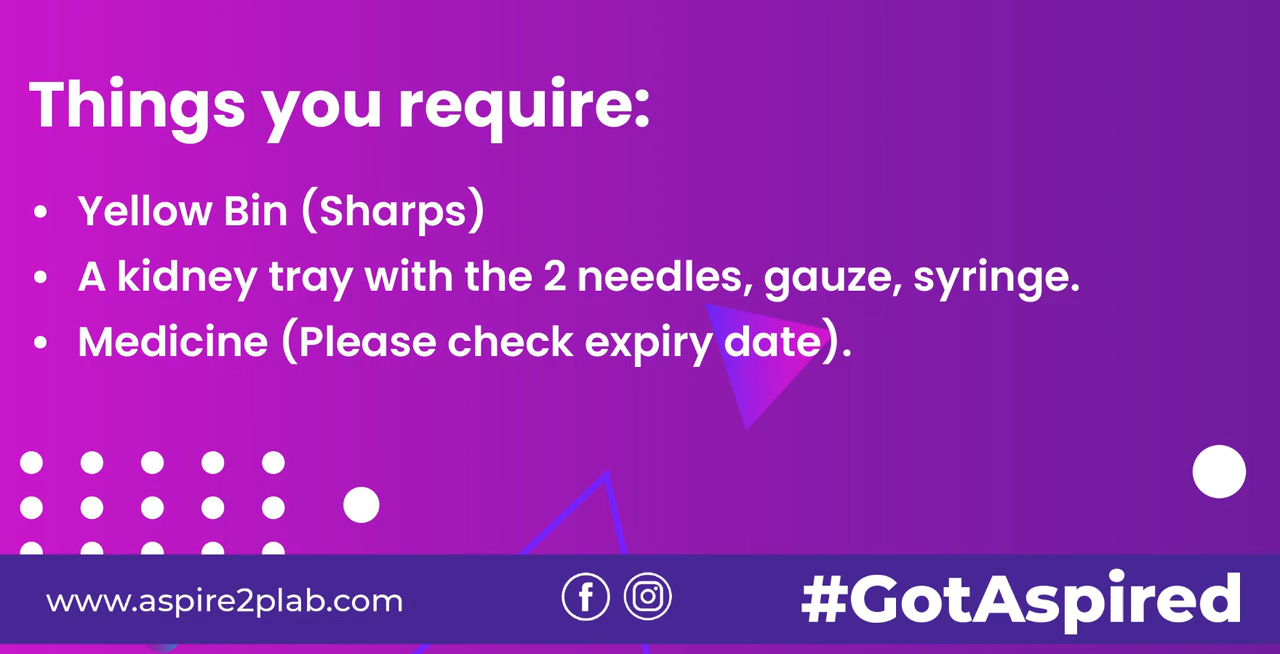 Things you require:
• Yellow Bin (Sharps)
• A kidney tray with the 2 needles, gauze, syringe.
• Medicine (Please check expiry date).
www.aspire2plab.com
#GotAspired